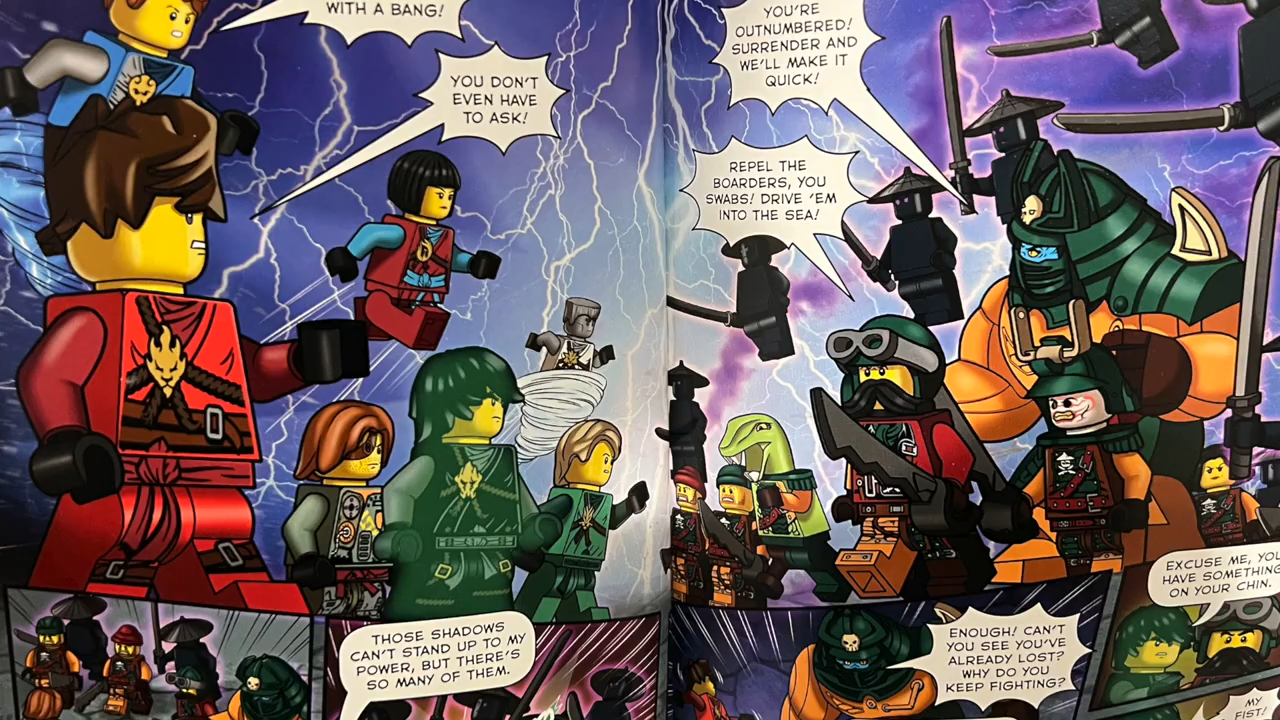 WITH A BANG!
YOU DON'T
EVEN HAVE
TO ASK!
YOU'RE
OUTNUMBERED!
SURRENDER AND
WE'LL MAKE IT
QUICK!
REPEL THE
BOARDERS, YOU
SWABS! DRIVE 'EM
INTO THE SEA!
THOSE SHADOWS
CAN'T STAND UP TO MY
POWER, BUT THERE'S
SO MANY OF THEM.
ENOUGH! CAN'T
YOU SEE YOU'VE
ALREADY LOST?
WHY DO YOU
KEEP FIGHTING?
EXCUSE ME, YOU
HAVE SOMETHING
ON YOUR CHIN.
MY
FIST!